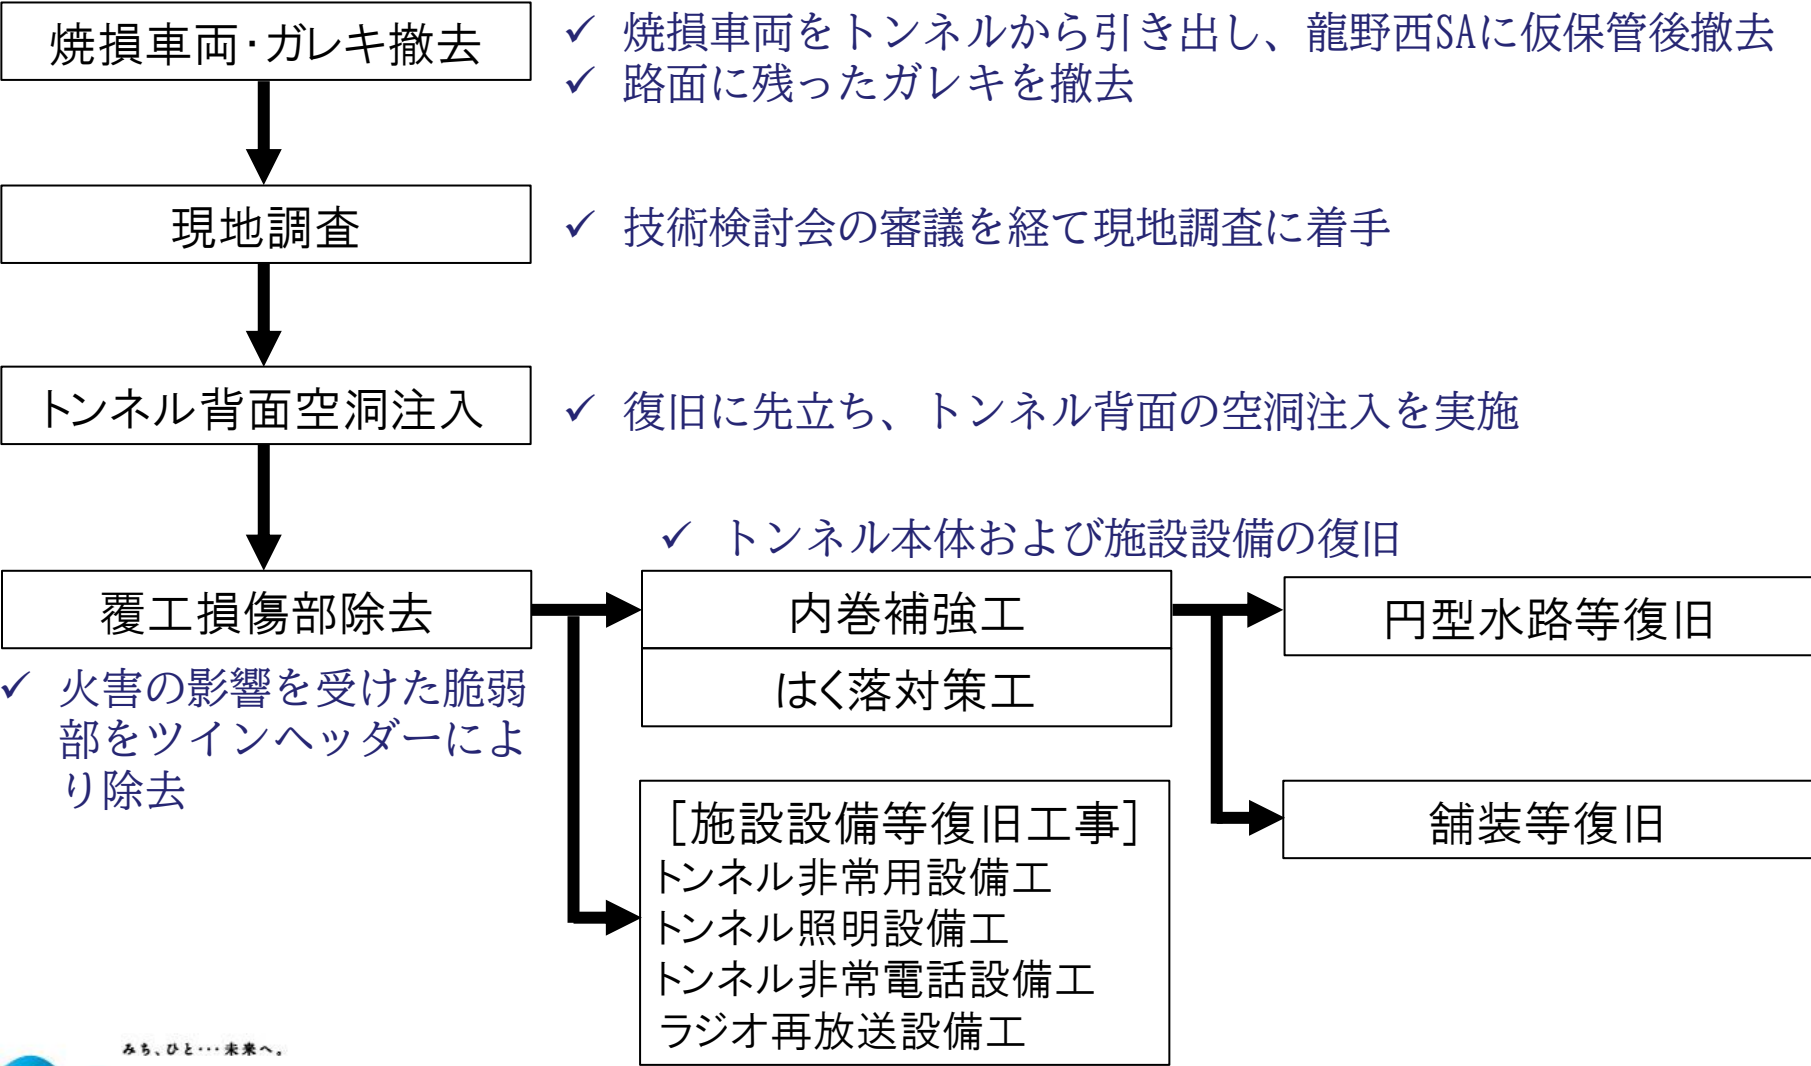 焼損車両・ガレキ撤去
✓ 焼損車両をトンネルから引き出し、龍野西SAに仮保管後撤去
✓ 路面に残ったガレキを撤去
現地調査
✓ 技術検討会の審議を経て現地調査に着手
トンネル背面空洞注入
✓ 復旧に先立ち、トンネル背面の空洞注入を実施
✓ トンネル本体および施設設備の復旧
覆工損傷部除去
✓ 火害の影響を受けた脆弱
部をツインヘッダーによ
り除去
内巻補強工
はく落対策工
[施設設備等復旧工事]
トンネル非常用設備工
トンネル照明設備工
トンネル非常電話設備工
ラジオ再放送設備工
円型水路等復旧
舗装等復旧
みち、ひと…未来へ。